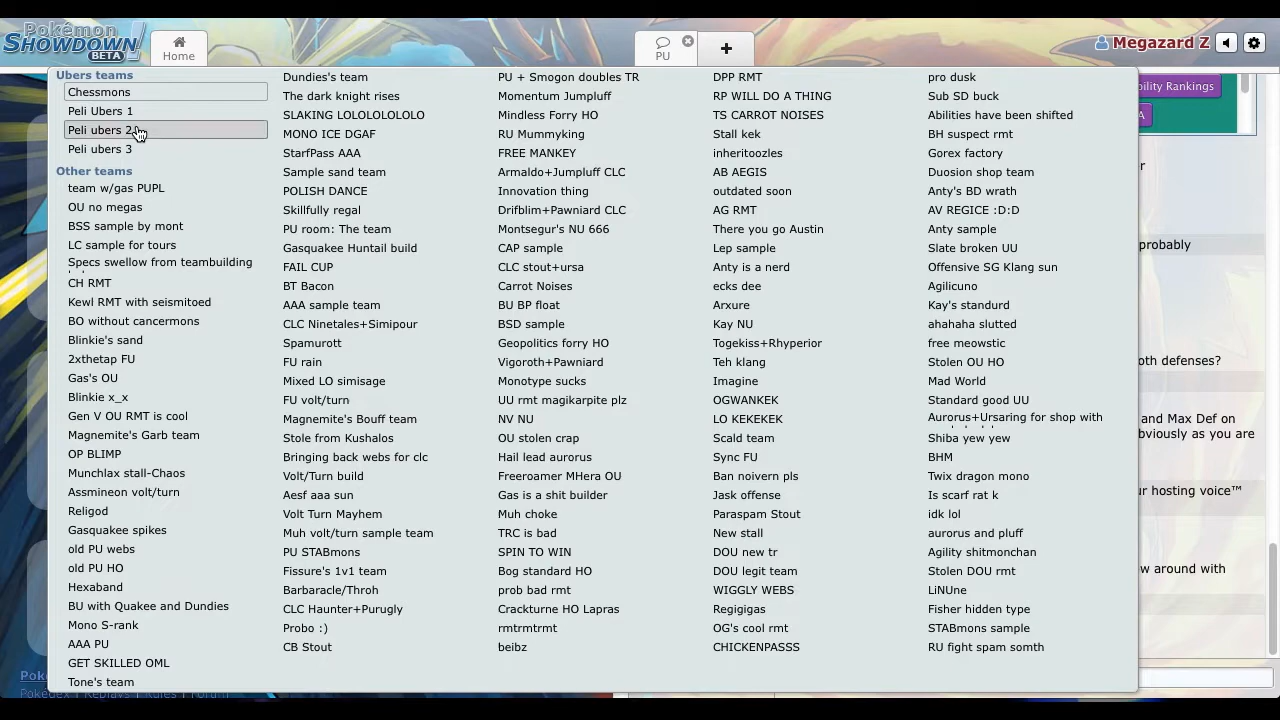 Pokémon
SHOWDOWN!
BETA
Home
PU
+
Megazard Z
Ubers teams
Chessmons
Peli Ubers 1
Peli ubers 2
Peli ubers 3
Other teams
team w/gas PUPL
OU no megas
BSS sample by mont
LC sample for tours
Specs swellow from teambuilding
CH RMT
Kewl RMT with seismitoed
BO without cancermons
Blinkie's sand
2xthetap FU
Gas's OU
Blinkie x_x
Gen V OU RMT is cool
Magnemite's Garb team
OP BLIMP
Munchlax stall-Chaos
Assmineon volt/turn
Religod
Gasquakee spikes
old PU webs
old PU HO
Hexaband
BU with Quakee and Dundies
Mono S-rank
AAA PU
GET SKILLED OML
Tone's team
Dundies's team
The dark knight rises
SLAKING LOLOLOLOLOLO
MONO ICE DGAF
StarfPass AAA
Sample sand team
POLISH DANCE
Skillfully regal
PU room: The team
Gasquakee Huntail build
FAIL CUP
BT Bacon
AAA sample team
CLC Ninetales+Simipour
Spamurott
FU rain
Mixed LO simisage
FU volt/turn
Magnemite's Bouff team
Stole from Kushalos
Bringing back webs for clc
Volt/Turn build
Aesf aaa sun
Volt Turn Mayhem
Muh volt/turn sample team
PU STABmons
Fissure's 1v1 team
Barbaracle/Throh
CLC Haunter+Purugly
Probo :)
CB Stout
PU + Smogon doubles TR
Momentum Jumpluff
Mindless Forry HO
RU Mummyking
FREE MANKEY
Armaldo+Jumpluff CLC
Innovation thing
Drifblim+Pawniard CLC
Montsegur's NU 666
CAP sample
CLC stout+ursa
Carrot Noises
BU BP float
BSD sample
Geopolitics forry HO
Vigoroth+Pawniard
Monotype sucks
UU rmt magikarpite plz
NV NU
OU stolen crap
Hail lead aurorus
Freeroamer MHera OU
Gas is a shit builder
Muh choke
TRC is bad
SPIN TO WIN
Bog standard HO
prob bad rmt
Crackturne HO Lapras
rmtrmtrmt
beibz
DPP RMT
RP WILL DO A THING
TS CARROT NOISES
Stall kek
inheritoozles
AB AEGIS
outdated soon
AG RMT
There you go Austin
Lep sample
Anty is a nerd
ecks dee
Arxure
Kay NU
Togekiss+Rhyperior
Teh klang
Imagine
OGWANKEK
LO KEKEKEK
Scald team
Sync FU
Ban noivern pls
Jask offense
Paraspam Stout
New stall
DOU new tr
DOU legit team
WIGGLY WEBS
Regigigas
OG's cool rmt
CHICKENPASSS
pro dusk
Sub SD buck
Abilities have been shifted
BH suspect rmt
Gorex factory
Duosion shop team
Anty's BD wrath
AV REGICE :D:D
Anty sample
Slate broken UU
Offensive SG Klang sun
Agilicuno
Kay's standurd
ahahaha slutted
free meowstic
Stolen OU HO
Mad World
Standard good UU
Aurorus+Ursaring for shop with
Shiba yew yew
BHM
Twix dragon mono
Is scarf rat k
idk lol
aurorus and pluff
Agility shitmonchan
Stolen DOU rmt
LiNUne
Fisher hidden type
STABmons sample
RU fight spam somth
bility Rankings
A
r
probably
oth defenses?
and Max Def on
bviously as you are
ur hosting voice™
w around with
Poké
Pokédex | Replays | Rules | Forum